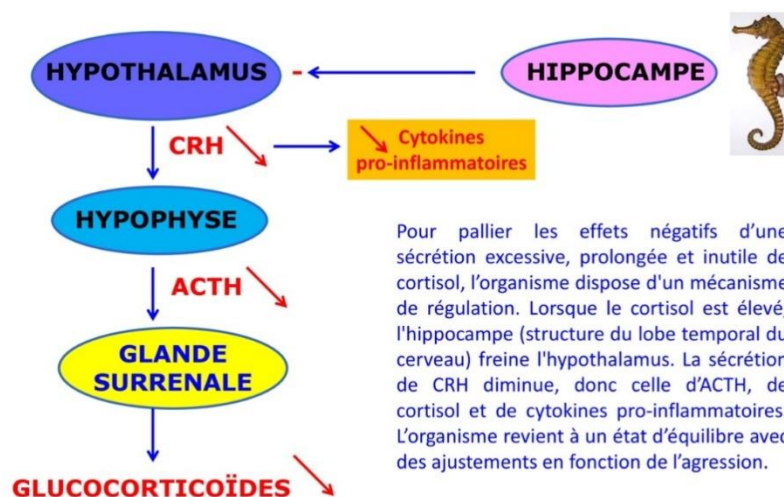 HYPOTHALAMUS -
HIPPOCAMPE
CRH
Cytokines
pro-inflammatoires
HYPOPHYSE
ACTH
GLANDE
SURRENALE
GLUCOCORTICOÏDES
Pour pallier les effets négatifs d'une
sécrétion excessive, prolongée et inutile de
cortisol, l'organisme dispose d'un mécanisme
de régulation. Lorsque le cortisol est élevé,
l'hippocampe (structure du lobe temporal du
cerveau) freine l'hypothalamus. La sécrétion
de CRH diminue, donc celle d'ACTH, de
cortisol et de cytokines pro-inflammatoires.
L'organisme revient à un état d'équilibre avec
des ajustements en fonction de l'agression.